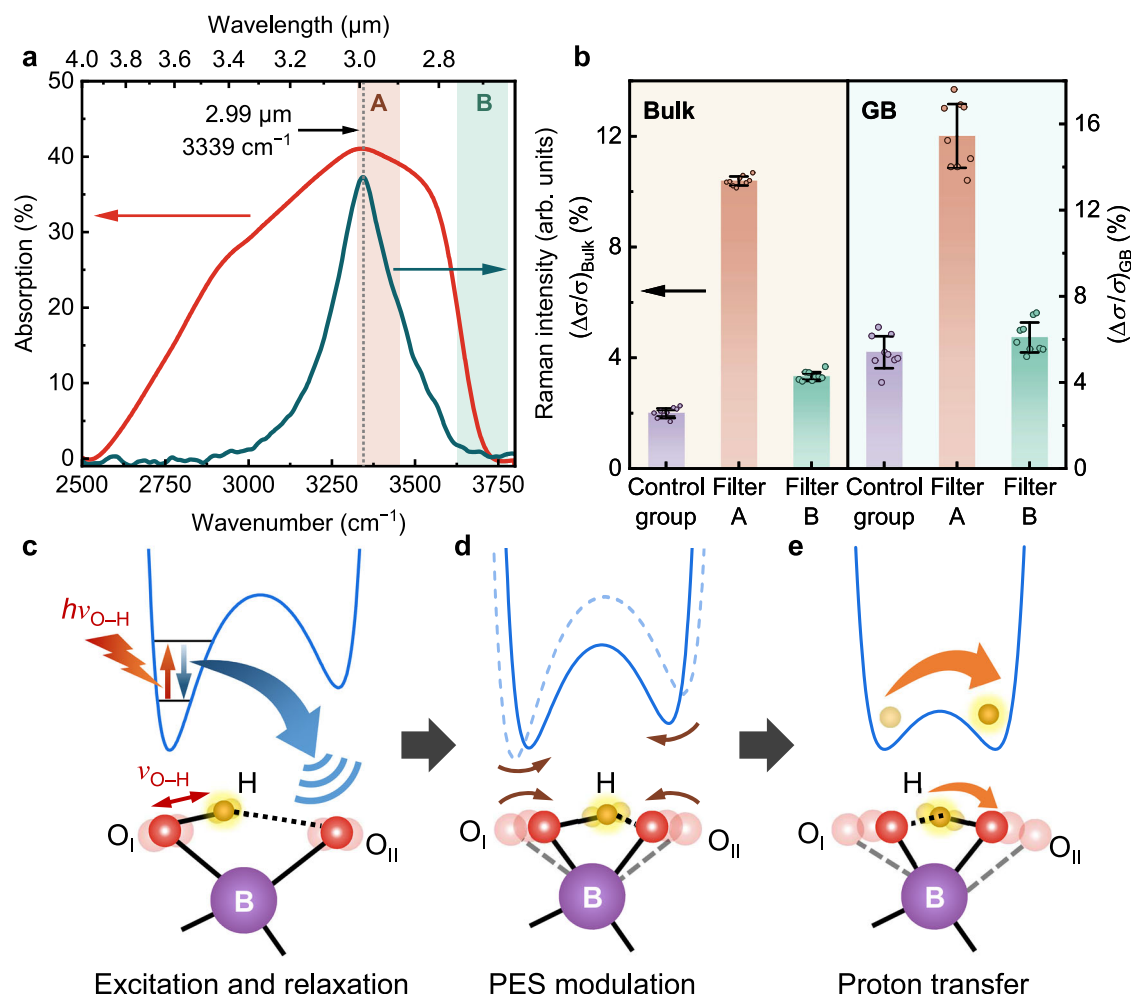 Wavelength (μm)
a
4.0 3.8 3.6 3.4 3.2 3.0 2.8
50
40
30
20
10
0
Absorption (%)
A
B
2.99 μm
3339 cm⁻¹
Raman intensity (arb. units)
2500 2750 3000 3250 3500 3750
Wavenumber (cm⁻¹)
b
Bulk
GB
(Δσ/σ)Bulk (%)
12
8
4
0
16
12
8
4
0
(Δσ/σ)GB (%)
Control group
Filter A
Filter B
Control group
Filter A
Filter B
c
hνO–H
νO–H
H
OI
OII
B
Excitation and relaxation
d
H
OI
OII
B
PES modulation
e
H
OI
OII
B
Proton transfer